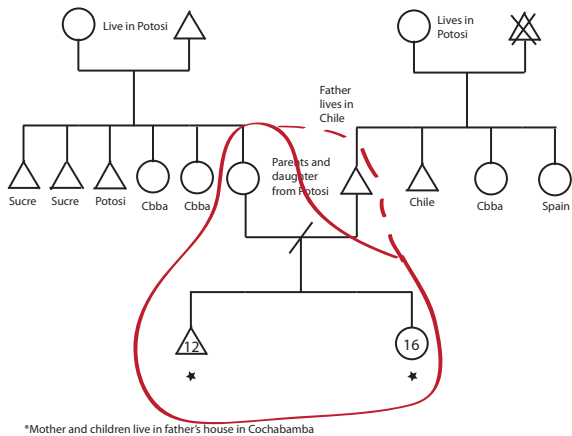 Live in Potosi
Lives in
Potosi
Father
lives in
Chile
Parents and
daughter
from Potosi
Sucre
Sucre
Potosi
Cbba
Cbba
Chile
Cbba
Spain
12
16
*Mother and children live in father's house in Cochabamba